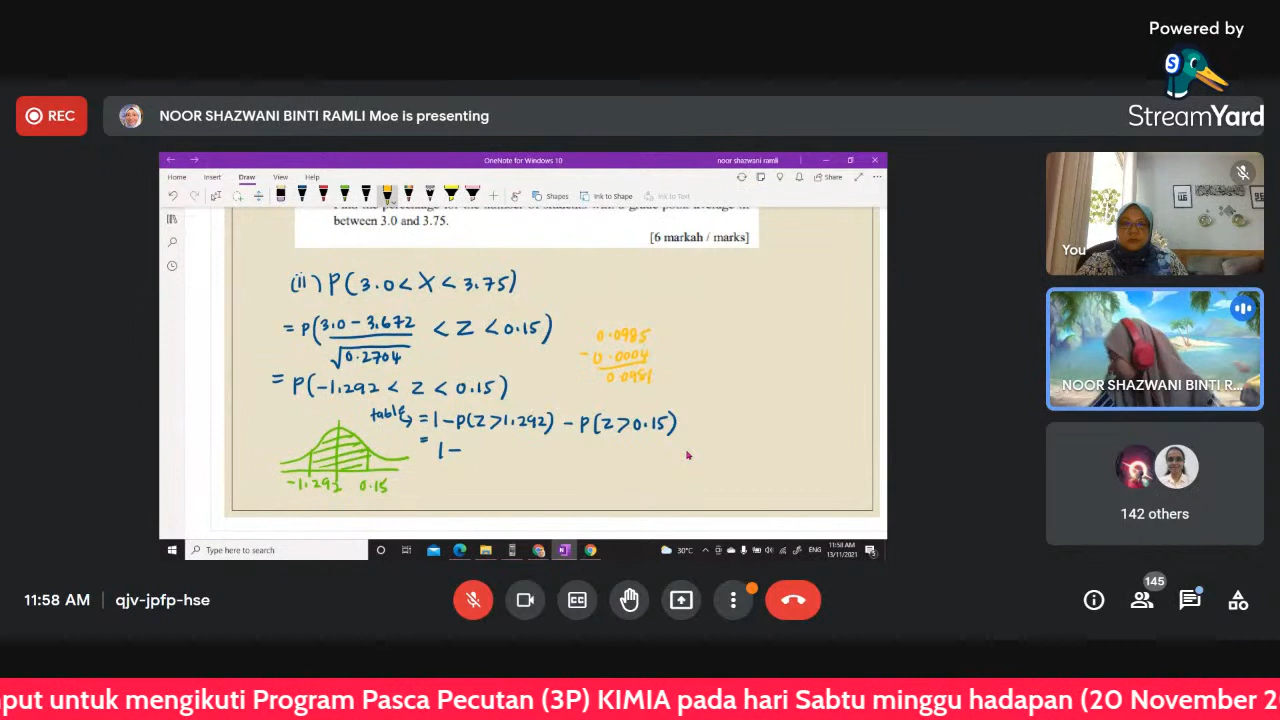 Powered by
StreamYard
REC
NOOR SHAZWANI BINTI RAMLI Moe is presenting
OneNote for Windows 10
noor shazwani ramli
Home Insert Draw View Help
Shapes
Ink to Shape
Ink to Text
Share
between 3.0 and 3.75.
[6 markah / marks]
(ii) P(3.0 < X < 3.75)
= P(3.0 - 3.672 / √0.2704 < Z < 0.15)
0.0985
- 0.0004
0.0981
= P(-1.292 < Z < 0.15)
table → = 1 - P(Z > 1.292) - P(Z > 0.15)
= 1 -
-1.292 0.15
Type here to search
30°C
ENG
11:58 AM
13/11/2021
You
NOOR SHAZWANI BINTI R...
142 others
11:58 AM | qjv-jpfp-hse
145
put untuk mengikuti Program Pasca Pecutan (3P) KIMIA pada hari Sabtu minggu hadapan (20 November 2